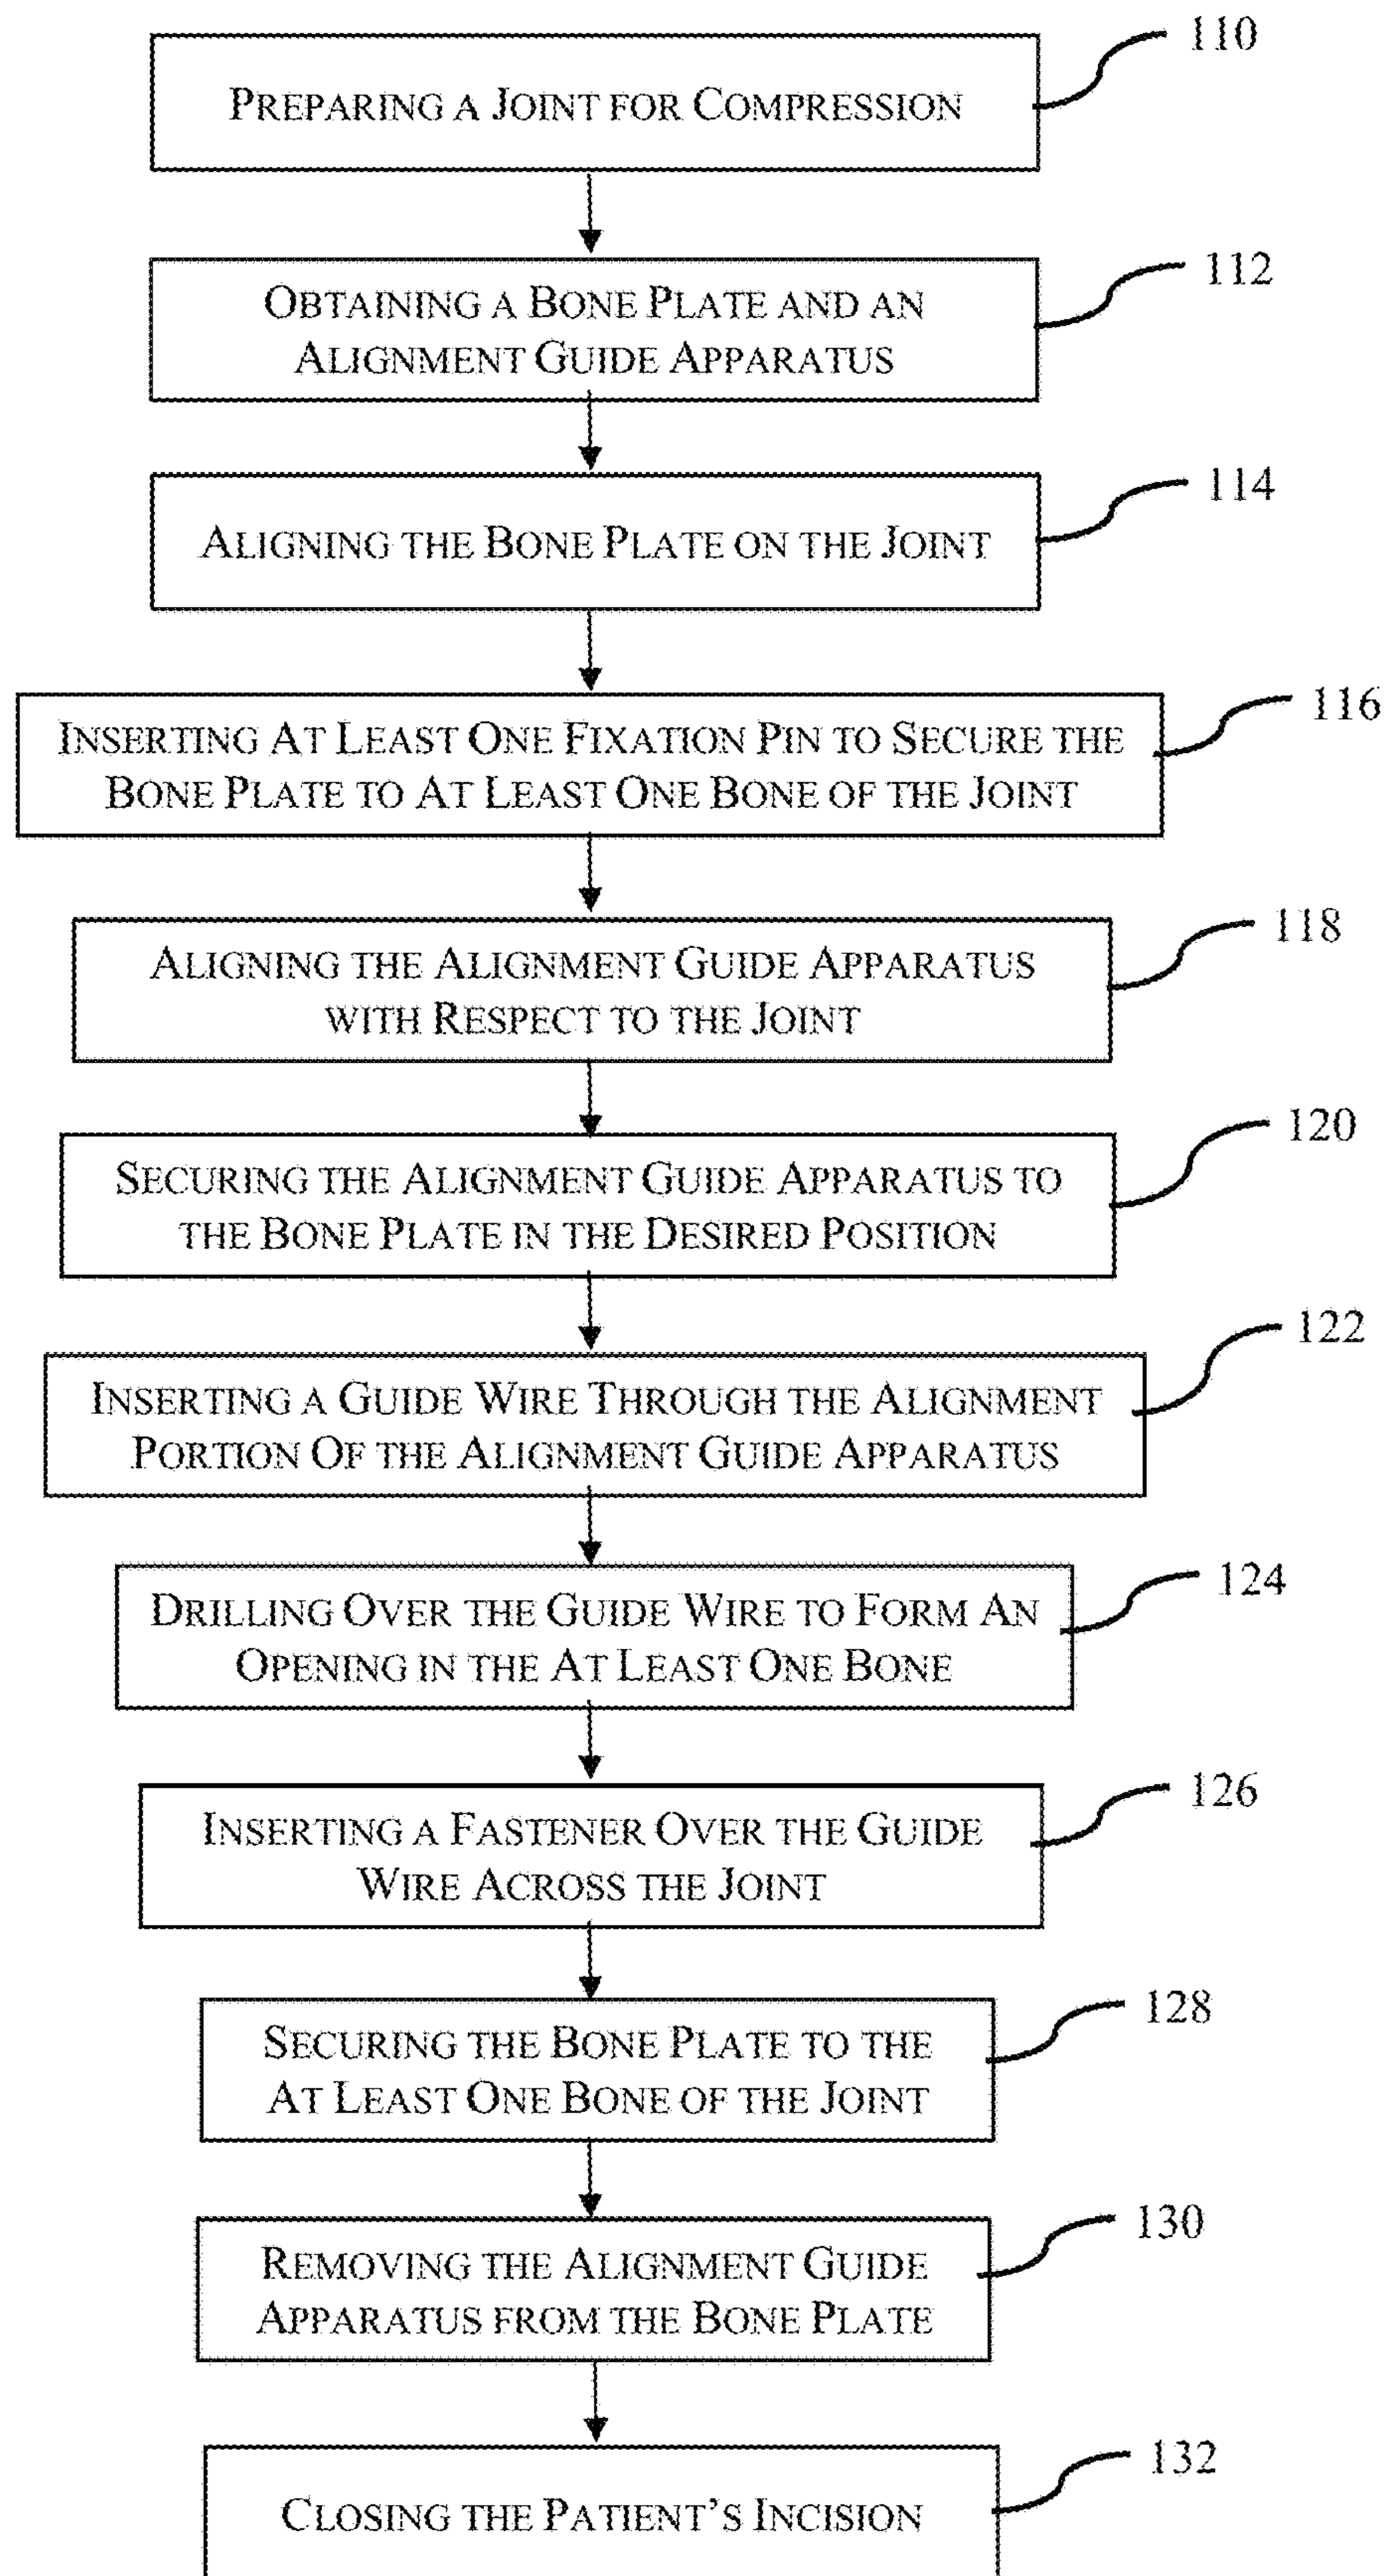 110
PREPARING A JOINT FOR COMPRESSION
112
OBTAINING A BONE PLATE AND AN
ALIGNMENT GUIDE APPARATUS
114
ALIGNING THE BONE PLATE ON THE JOINT
116
INSERTING AT LEAST ONE FIXATION PIN TO SECURE THE
BONE PLATE TO AT LEAST ONE BONE OF THE JOINT
118
ALIGNING THE ALIGNMENT GUIDE APPARATUS
WITH RESPECT TO THE JOINT
120
SECURING THE ALIGNMENT GUIDE APPARATUS TO
THE BONE PLATE IN THE DESIRED POSITION
122
INSERTING A GUIDE WIRE THROUGH THE ALIGNMENT
PORTION OF THE ALIGNMENT GUIDE APPARATUS
124
DRILLING OVER THE GUIDE WIRE TO FORM AN
OPENING IN THE AT LEAST ONE BONE
126
INSERTING A FASTENER OVER THE GUIDE
WIRE ACROSS THE JOINT
128
SECURING THE BONE PLATE TO THE
AT LEAST ONE BONE OF THE JOINT
130
REMOVING THE ALIGNMENT GUIDE
APPARATUS FROM THE BONE PLATE
132
CLOSING THE PATIENT'S INCISION